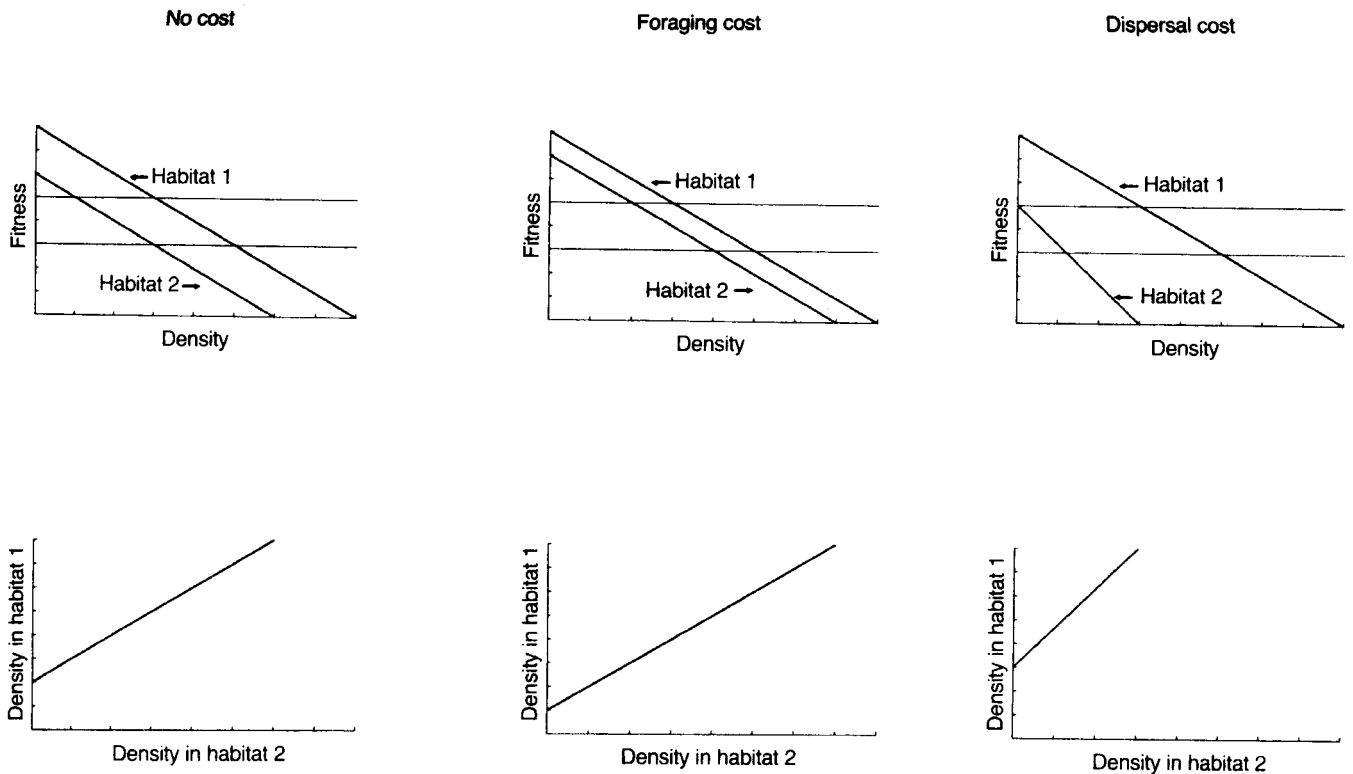 No cost
Foraging cost
Dispersal cost
Fitness
Habitat 1
Habitat 2
Density
Fitness
Habitat 1
Habitat 2
Density
Fitness
Habitat 1
Habitat 2
Density
Density in habitat 1
Density in habitat 2
Density in habitat 1
Density in habitat 2
Density in habitat 1
Density in habitat 2